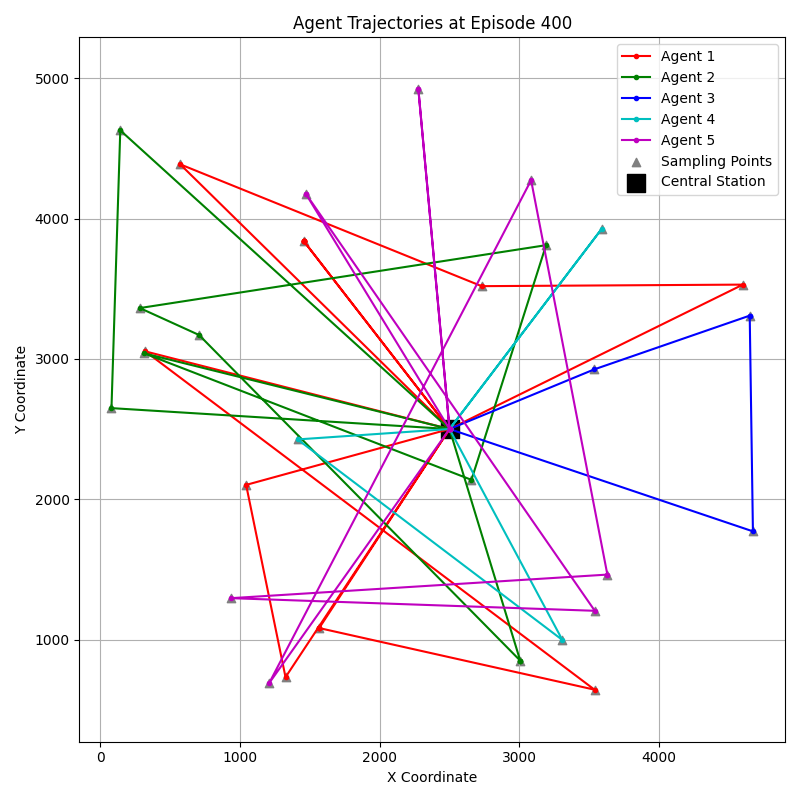 Agent Trajectories at Episode 400
Agent 1
Agent 2
Agent 3
Agent 4
Agent 5
Sampling Points
Central Station
5000
4000
3000
2000
1000
Y Coordinate
0 1000 2000 3000 4000
X Coordinate